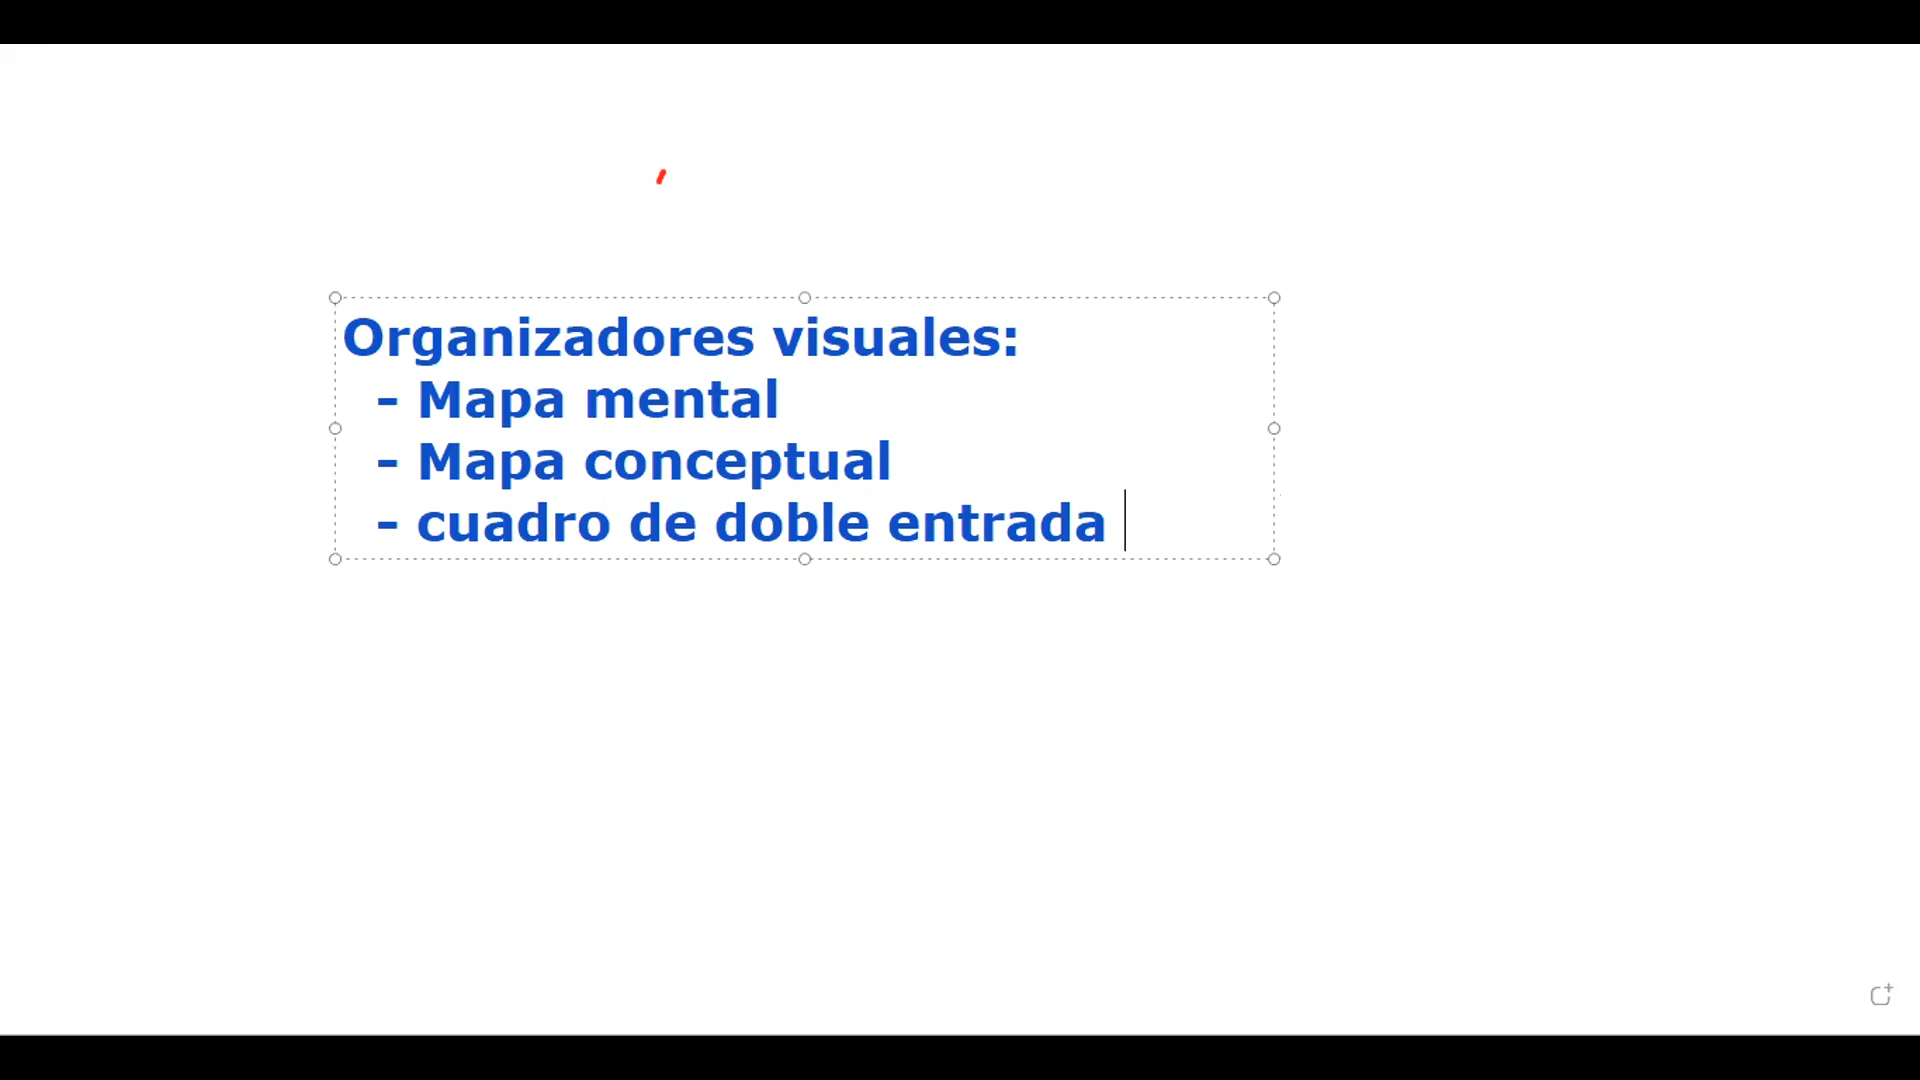 Organizadores visuales:
- Mapa mental
- Mapa conceptual
- cuadro de doble entrada